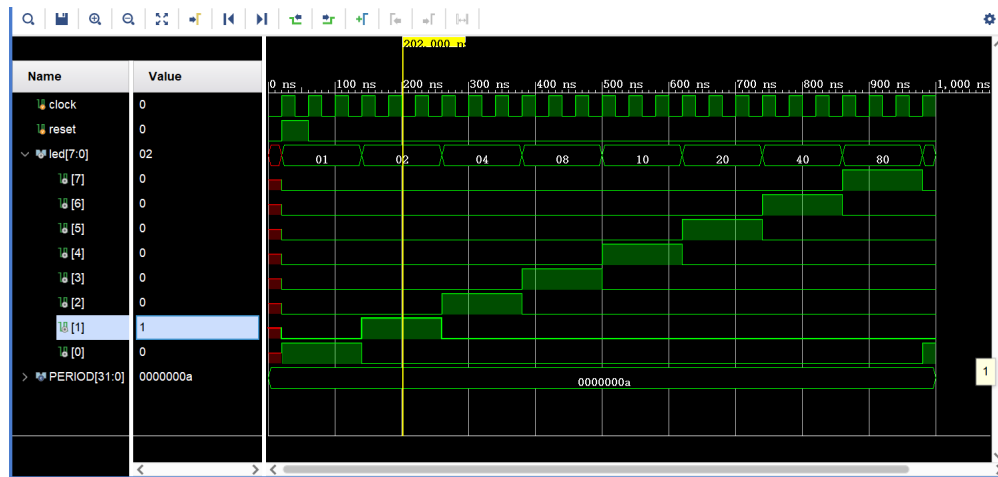 202.000 n
Name Value
0 ns 100 ns 200 ns 300 ns 400 ns 500 ns 600 ns 700 ns 800 ns 900 ns 1,000 ns
clock 0
reset 0
led[7:0] 02 01 02 04 08 10 20 40 80
[7] 0
[6] 0
[5] 0
[4] 0
[3] 0
[2] 0
[1] 1
[0] 0
1
PERIOD[31:0] 0000000a 0000000a